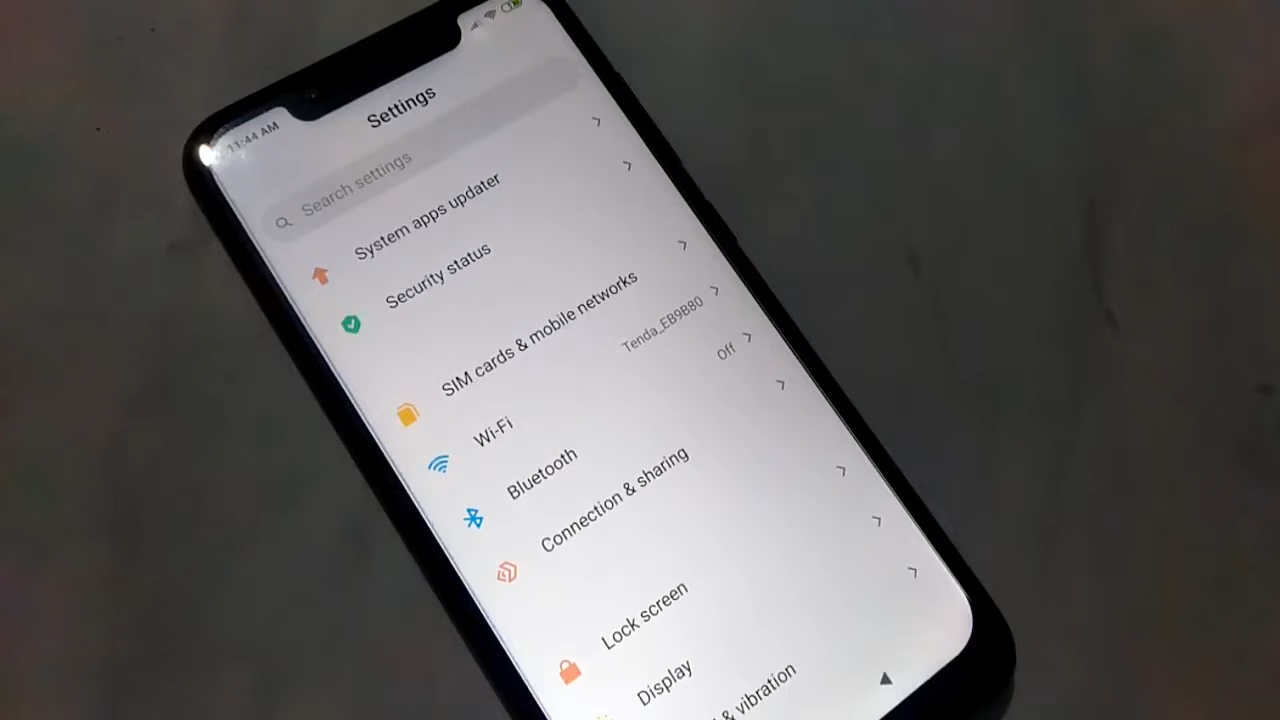 11:44 AM
Settings
Search settings
System apps updater
Security status
SIM cards & mobile networks
Wi-Fi Tenda_EB9B80
Bluetooth Off
Connection & sharing
Lock screen
Display
& vibration